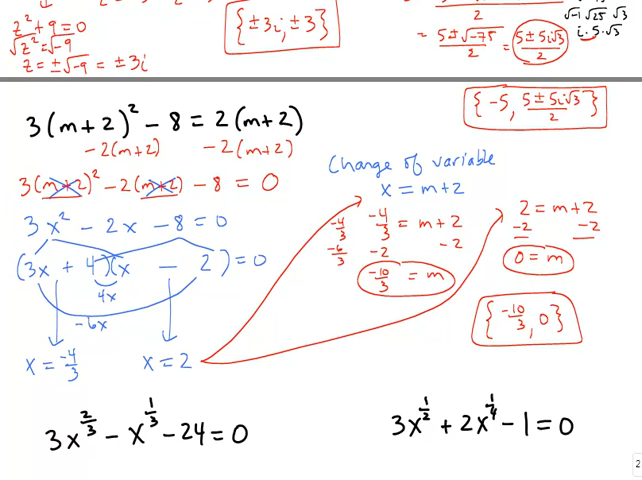 z² + 9 = 0
√z² = √-9
z = ±√-9 = ±3i
{±3i, ±3}
2
= 5±√-75 / 2 = 5±5i√3 / 2
√-1 √25 √3
i · 5 · √3
{-5, 5±5i√3 / 2}
3(m+2)² - 8 = 2(m+2)
-2(m+2) -2(m+2)
3(m+2)² - 2(m+2) - 8 = 0
3x² - 2x - 8 = 0
(3x + 4)(x - 2) = 0
4x
-6x
x = -4/3 x = 2
Change of variable
x = m+2
-4/3 -4/3 = m+2
-6/3 -2 -2
-10/3 = m
2 = m+2
-2 -2
0 = m
{-10/3, 0}
3x^(2/3) - x^(1/3) - 24 = 0
3x^(1/2) + 2x^(1/4) - 1 = 0
2